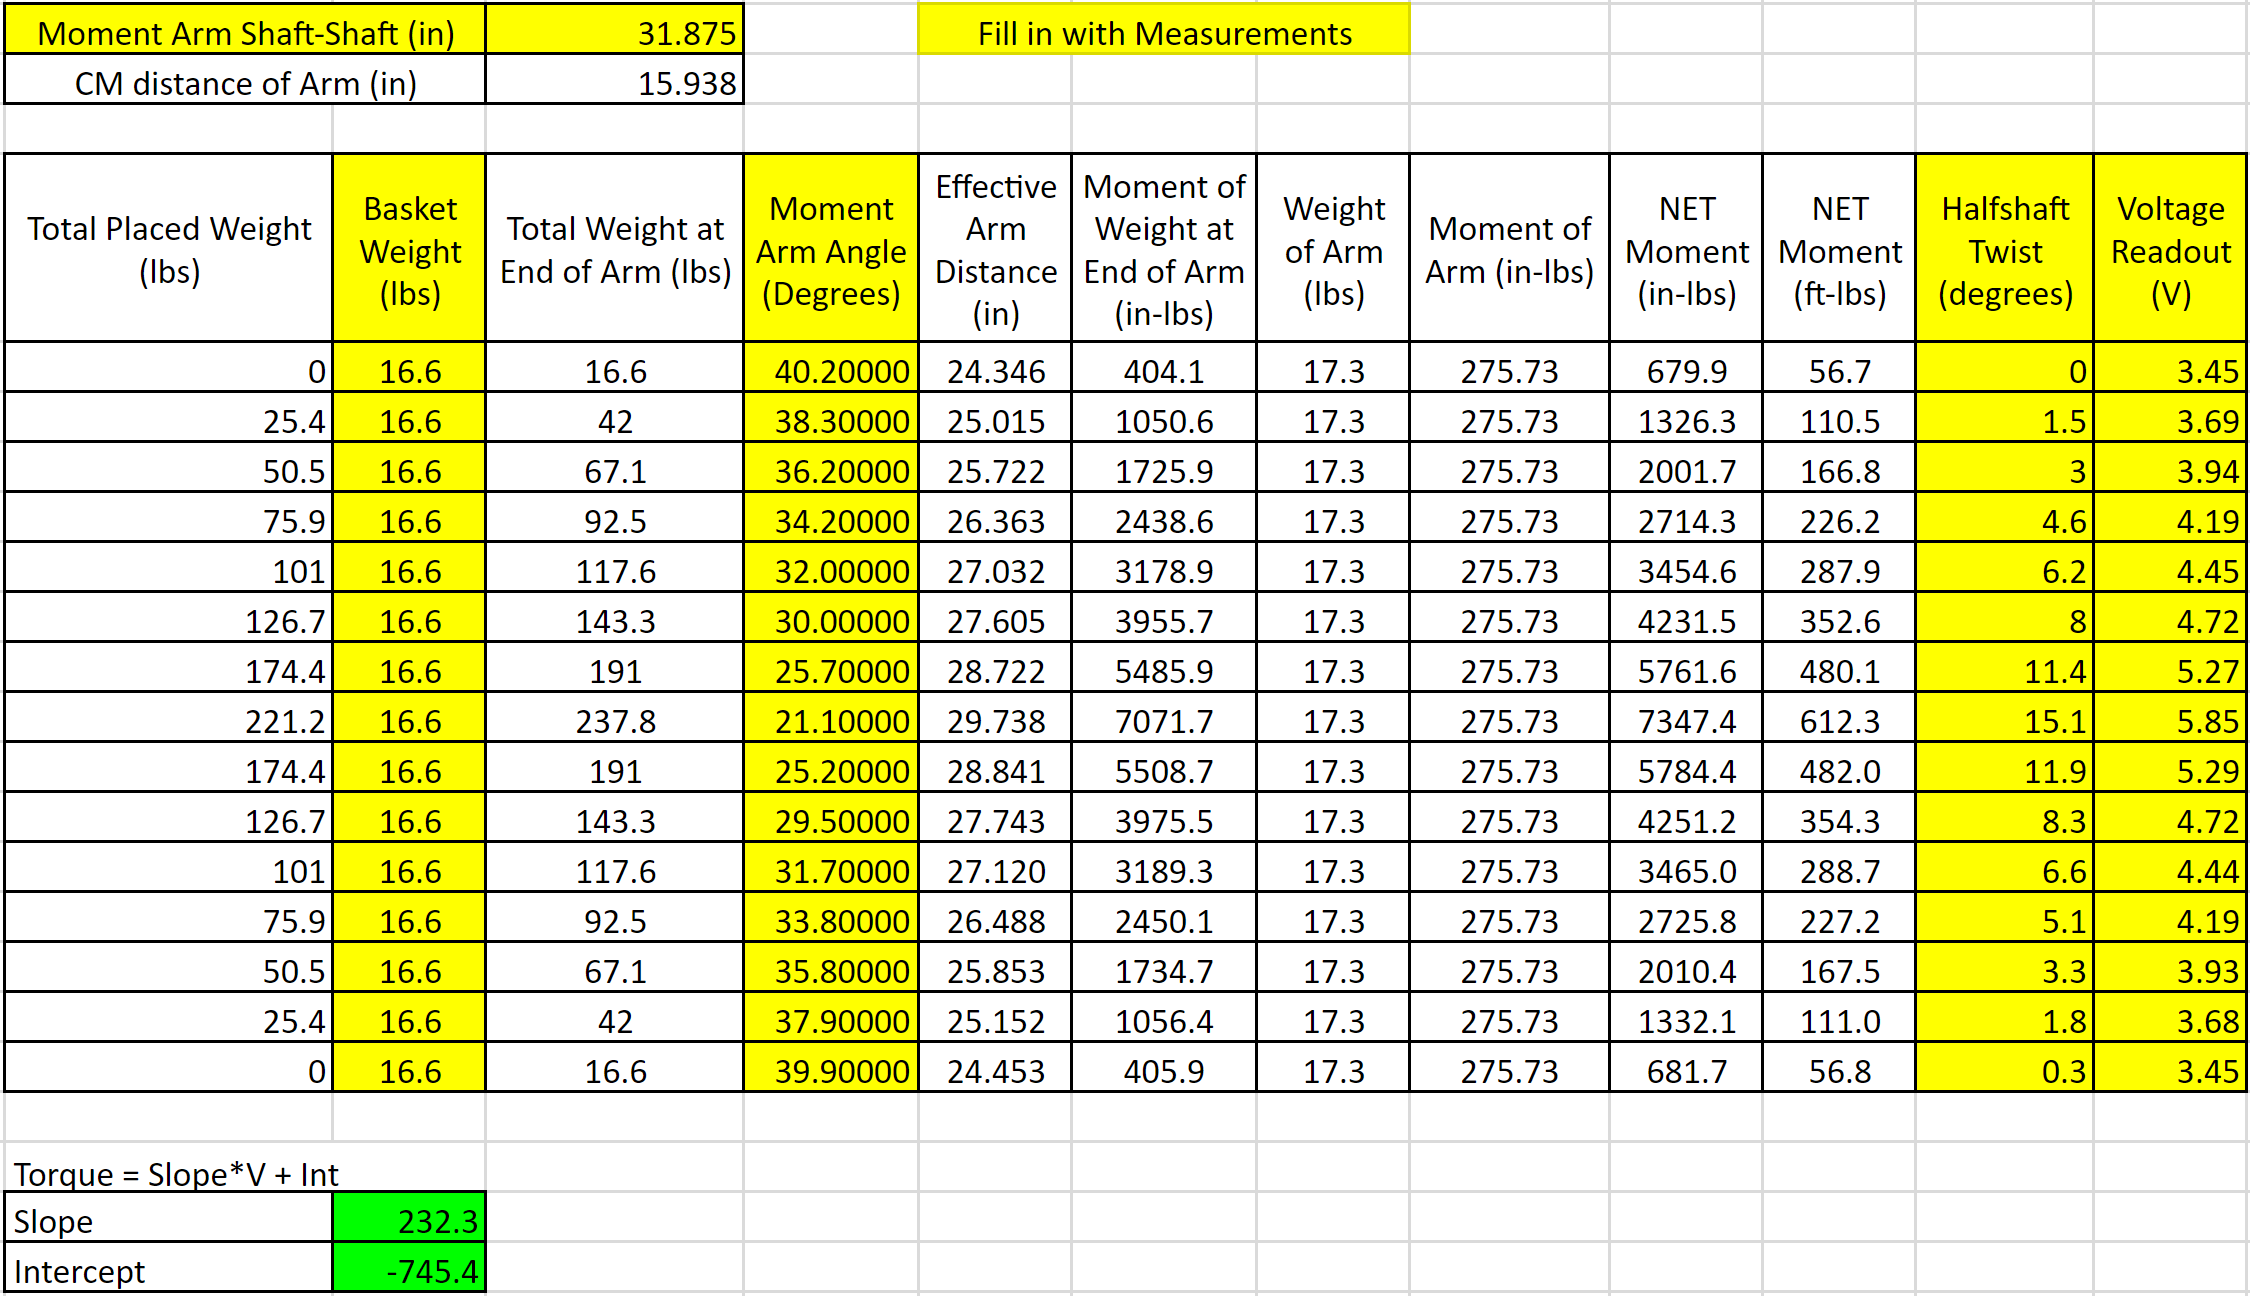 Moment Arm Shaft-Shaft (in) 31.875 Fill in with Measurements
CM distance of Arm (in) 15.938
Total Placed Weight (lbs) Basket Weight (lbs) Total Weight at End of Arm (lbs) Moment Arm Angle (Degrees) Effective Arm Distance (in) Moment of Weight at End of Arm (in-lbs) Weight of Arm (lbs) Moment of Arm (in-lbs) NET Moment (in-lbs) NET Moment (ft-lbs) Halfshaft Twist (degrees) Voltage Readout (V)
0 16.6 16.6 40.20000 24.346 404.1 17.3 275.73 679.9 56.7 0 3.45
25.4 16.6 42 38.30000 25.015 1050.6 17.3 275.73 1326.3 110.5 1.5 3.69
50.5 16.6 67.1 36.20000 25.722 1725.9 17.3 275.73 2001.7 166.8 3 3.94
75.9 16.6 92.5 34.20000 26.363 2438.6 17.3 275.73 2714.3 226.2 4.6 4.19
101 16.6 117.6 32.00000 27.032 3178.9 17.3 275.73 3454.6 287.9 6.2 4.45
126.7 16.6 143.3 30.00000 27.605 3955.7 17.3 275.73 4231.5 352.6 8 4.72
174.4 16.6 191 25.70000 28.722 5485.9 17.3 275.73 5761.6 480.1 11.4 5.27
221.2 16.6 237.8 21.10000 29.738 7071.7 17.3 275.73 7347.4 612.3 15.1 5.85
174.4 16.6 191 25.20000 28.841 5508.7 17.3 275.73 5784.4 482.0 11.9 5.29
126.7 16.6 143.3 29.50000 27.743 3975.5 17.3 275.73 4251.2 354.3 8.3 4.72
101 16.6 117.6 31.70000 27.120 3189.3 17.3 275.73 3465.0 288.7 6.6 4.44
75.9 16.6 92.5 33.80000 26.488 2450.1 17.3 275.73 2725.8 227.2 5.1 4.19
50.5 16.6 67.1 35.80000 25.853 1734.7 17.3 275.73 2010.4 167.5 3.3 3.93
25.4 16.6 42 37.90000 25.152 1056.4 17.3 275.73 1332.1 111.0 1.8 3.68
0 16.6 16.6 39.90000 24.453 405.9 17.3 275.73 681.7 56.8 0.3 3.45
Torque = Slope*V + Int
Slope 232.3
Intercept -745.4